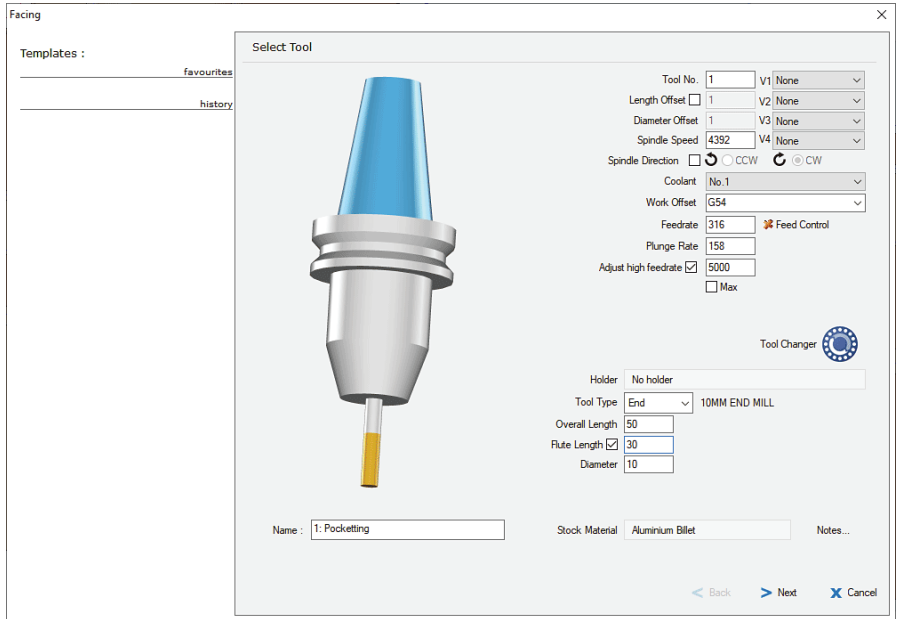 Facing
Templates :
favourites
history
Select Tool
Tool No. 1 V1 None
Length Offset 1 V2 None
Diameter Offset 1 V3 None
Spindle Speed 4392 V4 None
Spindle Direction CCW CW
Coolant No.1
Work Offset G54
Feedrate 316 Feed Control
Plunge Rate 158
Adjust high feedrate 5000
Max
Tool Changer
Holder No holder
Tool Type End 10MM END MILL
Overall Length 50
Flute Length 30
Diameter 10
Name : 1: Pocketting Stock Material Aluminium Billet Notes...
Back Next Cancel